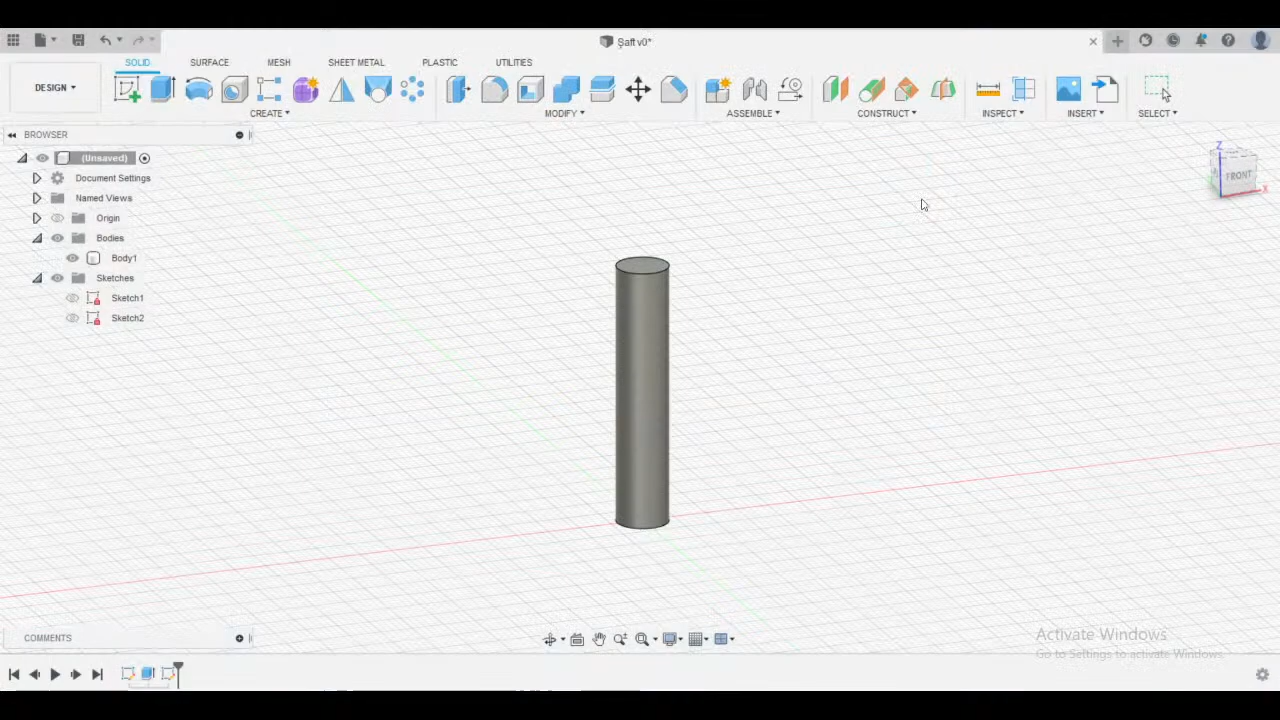 Şaft v0*
SOLID SURFACE MESH SHEET METAL PLASTIC UTILITIES
DESIGN
CREATE MODIFY ASSEMBLE CONSTRUCT INSPECT INSERT SELECT
BROWSER
(Unsaved)
Document Settings
Named Views
Origin
Bodies
Body1
Sketches
Sketch1
Sketch2
Z
FRONT
X
COMMENTS
Activate Windows
Go to Settings to activate Windows.